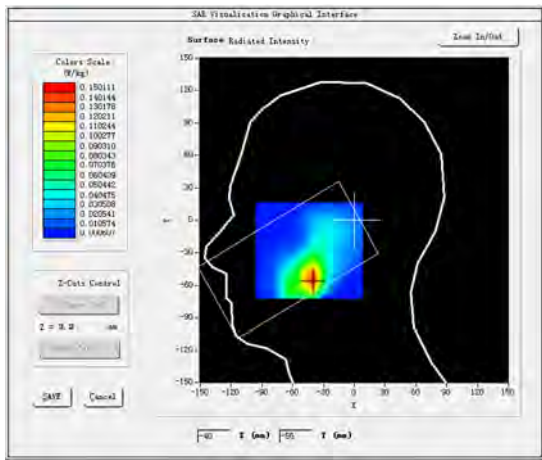 SAR Visualisation Graphical Interface
Surface Radiated Intensity
Zoom In/Out
Colors Scale
(W/kg)
0.150111
0.140144
0.130178
0.120211
0.110244
0.100277
0.090310
0.080343
0.070376
0.060409
0.050442
0.040475
0.030508
0.020541
0.010574
0.000607
150
120
90
60
30
0
-30
-60
-90
-120
-150
Y
-150 -120 -90 -60 -30 0 30 60 90 120 150
X
Z-Cuts Control
Z = mm
SAVE Cancel
-40 (mm) -55 Y (mm)